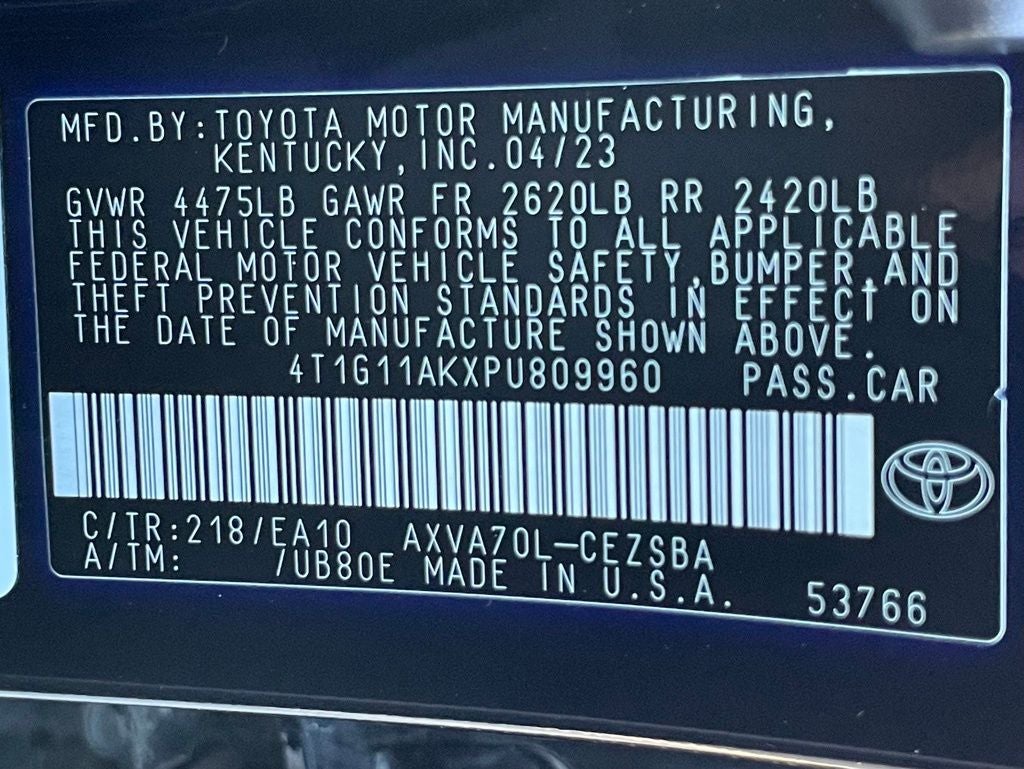 MFD.BY:TOYOTA MOTOR MANUFACTURING,
KENTUCKY,INC.04/23
GVWR 4475LB GAWR FR 2620LB RR 2420LB
THIS VEHICLE CONFORMS TO ALL APPLICABLE
FEDERAL MOTOR VEHICLE SAFETY,BUMPER,AND
THEFT PREVENTION STANDARDS IN EFFECT ON
THE DATE OF MANUFACTURE SHOWN ABOVE.
4T1G11AKXPU809960 PASS.CAR
C/TR:218/EA10 AXVA70L-CEZSBA
A/TM: /UB80E MADE IN U.S.A. 53766